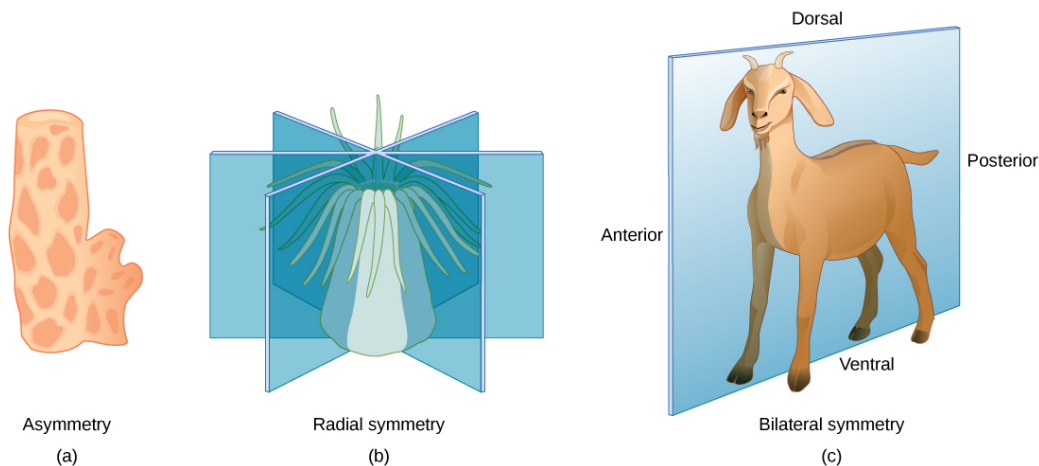 Dorsal
Posterior
Anterior
Ventral
Asymmetry
Radial symmetry
Bilateral symmetry
(a)
(b)
(c)